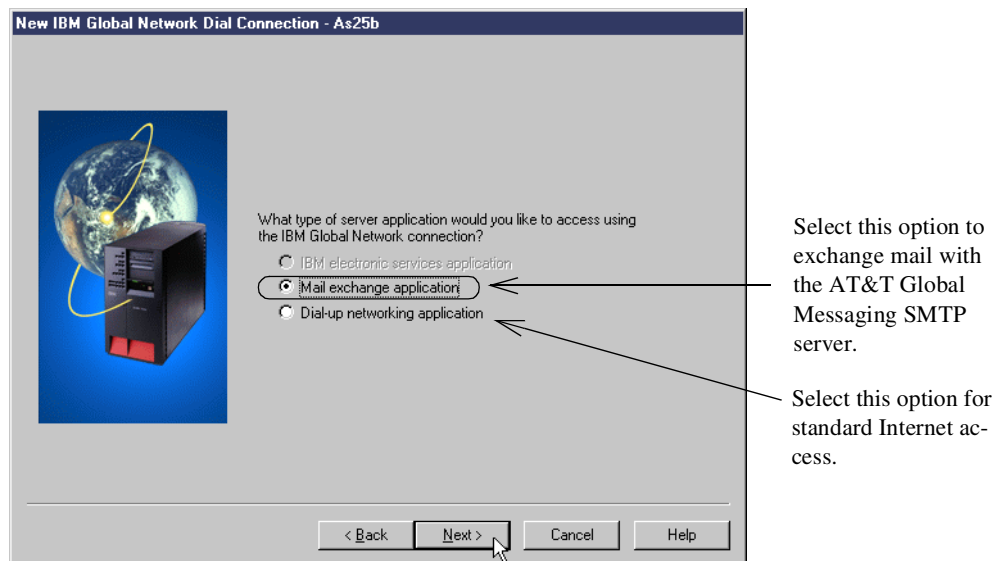 New IBM Global Network Dial Connection - As25b
What type of server application would you like to access using
the IBM Global Network connection?
IBM electronic services application
Mail exchange application
Dial-up networking application
< Back
Next >
Cancel
Help
Select this option to
exchange mail with
the AT&T Global
Messaging SMTP
server.
Select this option for
standard Internet ac-
cess.